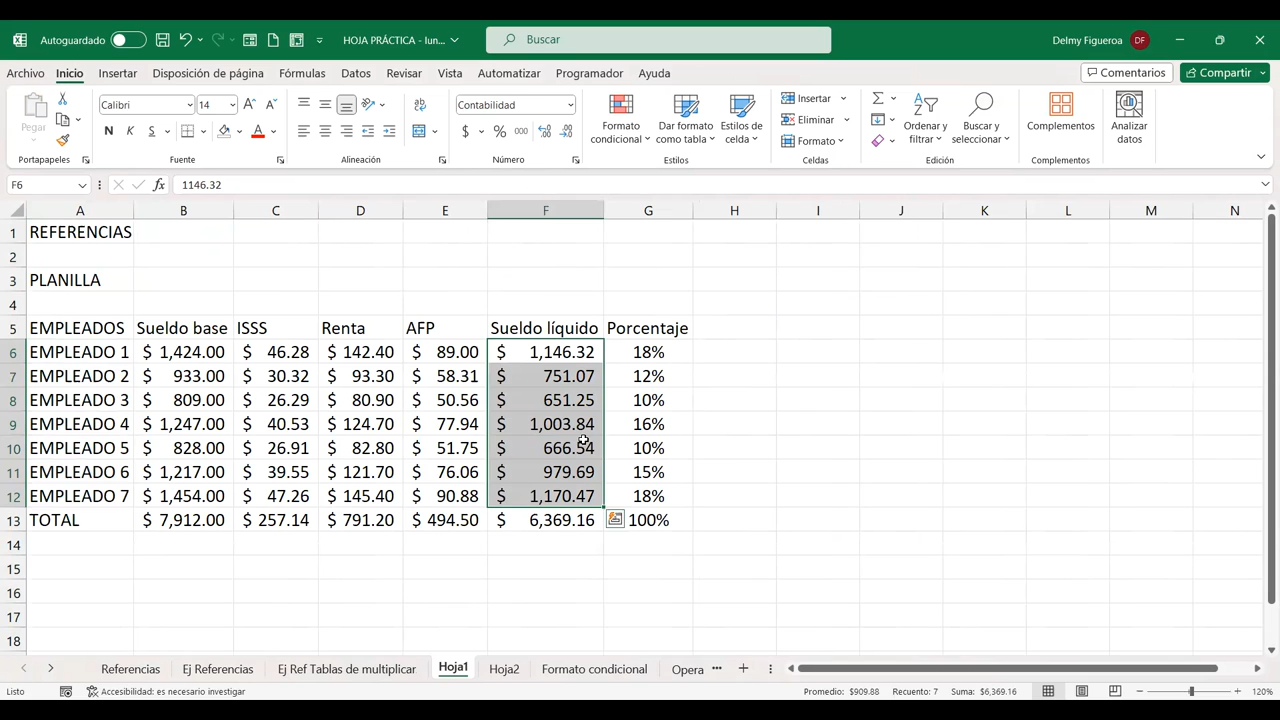 Autoguardado HOJA PRÁCTICA - lun... Buscar Delmy Figueroa DF
Archivo Inicio Insertar Disposición de página Fórmulas Datos Revisar Vista Automatizar Programador Ayuda Comentarios Compartir
Pegar Calibri 14 Contabilidad Formato condicional Dar formato como tabla Estilos de celda Insertar Eliminar Formato Ordenar y filtrar Buscar y seleccionar Complementos Analizar datos
N K S $ % 000
Portapapeles Fuente Alineación Número Estilos Celdas Edición Complementos
F6 fx 1146.32
A B C D E F G H I J K L M N
1 REFERENCIAS
2
3 PLANILLA
4
5 EMPLEADOS Sueldo base ISSS Renta AFP Sueldo líquido Porcentaje
6 EMPLEADO 1 $ 1,424.00 $ 46.28 $ 142.40 $ 89.00 $ 1,146.32 18%
7 EMPLEADO 2 $ 933.00 $ 30.32 $ 93.30 $ 58.31 $ 751.07 12%
8 EMPLEADO 3 $ 809.00 $ 26.29 $ 80.90 $ 50.56 $ 651.25 10%
9 EMPLEADO 4 $ 1,247.00 $ 40.53 $ 124.70 $ 77.94 $ 1,003.84 16%
10 EMPLEADO 5 $ 828.00 $ 26.91 $ 82.80 $ 51.75 $ 666.54 10%
11 EMPLEADO 6 $ 1,217.00 $ 39.55 $ 121.70 $ 76.06 $ 979.69 15%
12 EMPLEADO 7 $ 1,454.00 $ 47.26 $ 145.40 $ 90.88 $ 1,170.47 18%
13 TOTAL $ 7,912.00 $ 257.14 $ 791.20 $ 494.50 $ 6,369.16 100%
14
15
16
17
18
Referencias Ej Referencias Ej Ref Tablas de multiplicar Hoja1 Hoja2 Formato condicional Opera ...
Listo Accesibilidad: es necesario investigar Promedio: $909.88 Recuento: 7 Suma: $6,369.16 120%